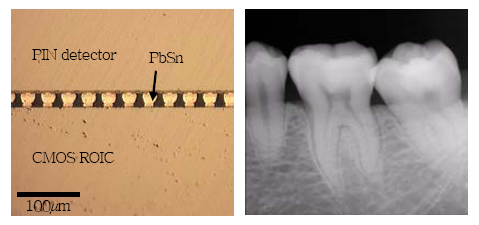 PIN detector
PbSn
CMOS ROIC
100μm